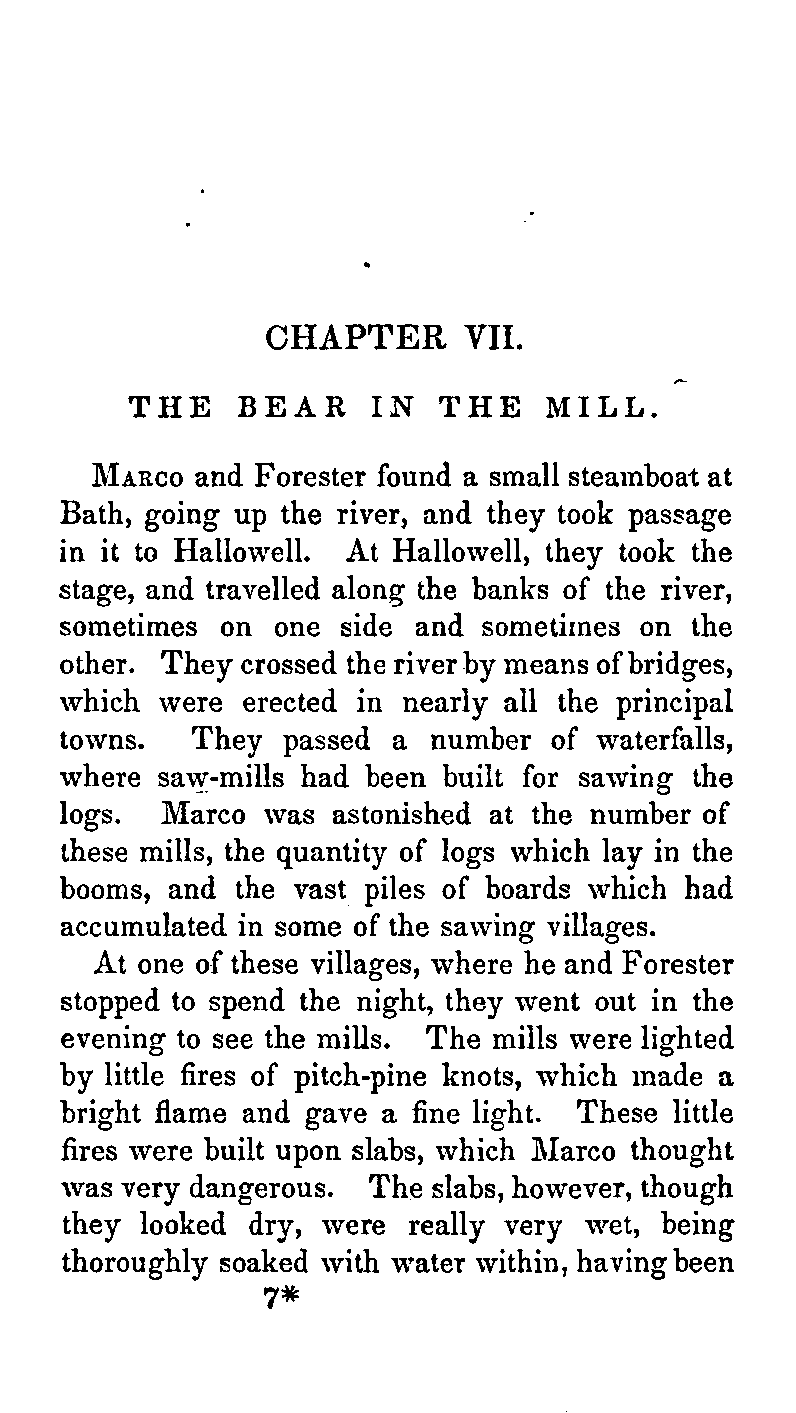 CHAPTER VII.
THE BEAR IN THE MILL.
Marco and Forester found a small steamboat at
Bath, going up the river, and they took passage
in it to Hallowell. At Hallowell, they took the
stage, and travelled along the banks of the river,
sometimes on one side and sometimes on the
other. They crossed the river by means of bridges,
which were erected in nearly all the principal
towns. They passed a number of waterfalls,
where saw-mills had been built for sawing the
logs. Marco was astonished at the number of
these mills, the quantity of logs which lay in the
booms, and the vast piles of boards which had
accumulated in some of the sawing villages.
At one of these villages, where he and Forester
stopped to spend the night, they went out in the
evening to see the mills. The mills were lighted
by little fires of pitch-pine knots, which made a
bright flame and gave a fine light. These little
fires were built upon slabs, which Marco thought
was very dangerous. The slabs, however, though
they looked dry, were really very wet, being
thoroughly soaked with water within, having been
7*